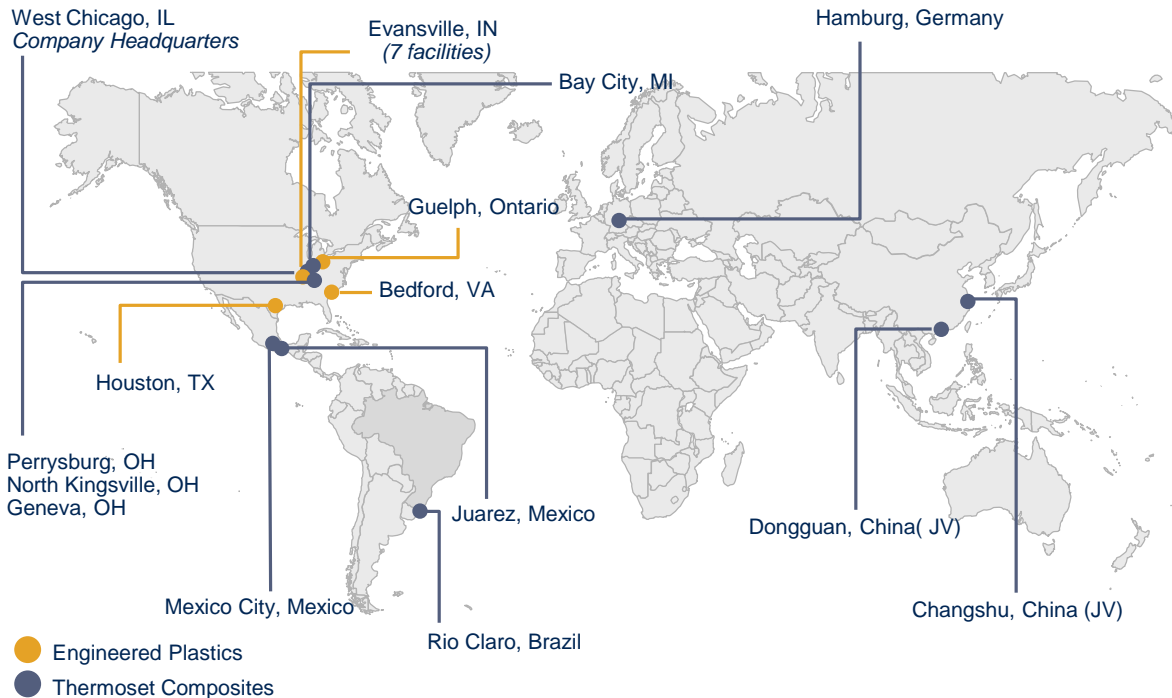 West Chicago, IL
Company Headquarters
Evansville, IN
(7 facilities)
Hamburg, Germany
Bay City, MI
Guelph, Ontario
Bedford, VA
Houston, TX
Perrysburg, OH
North Kingsville, OH
Geneva, OH
Juarez, Mexico
Dongguan, China( JV)
Mexico City, Mexico
Changshu, China (JV)
Rio Claro, Brazil
Engineered Plastics
Thermoset Composites